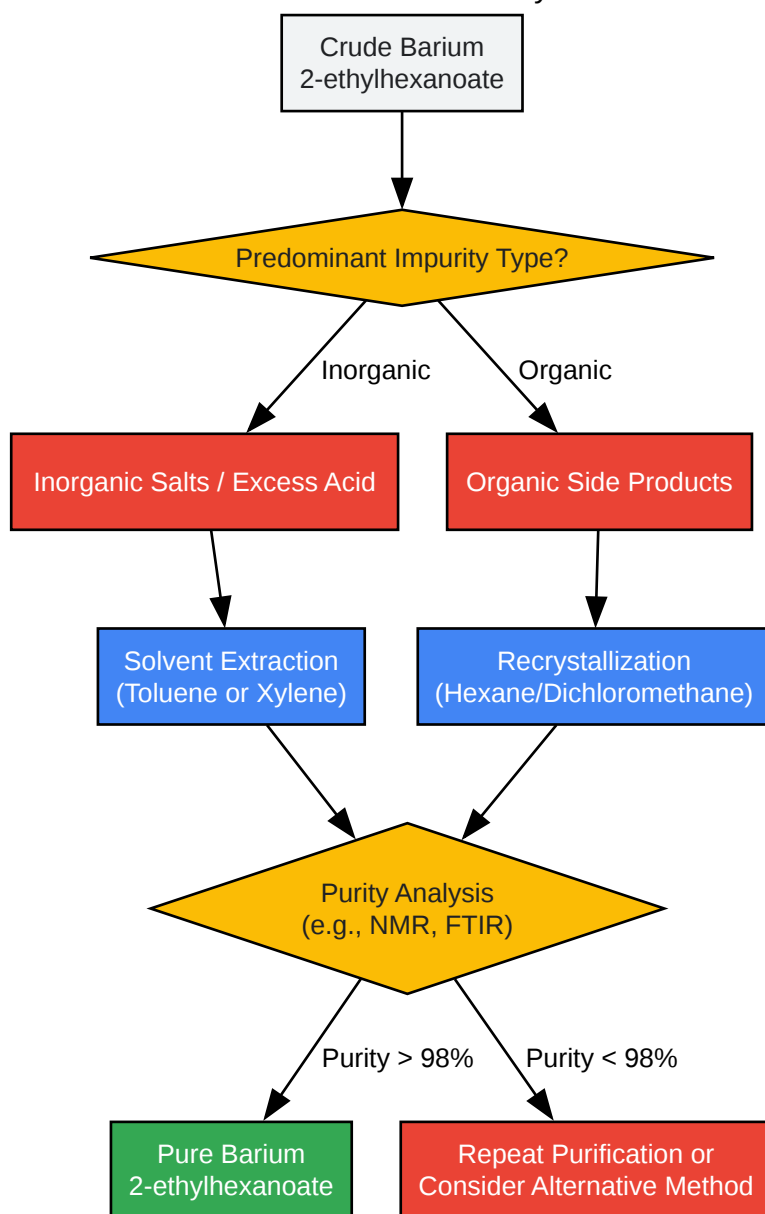 Crude Barium
2-ethylhexanoate
Predominant Impurity Type?
Inorganic
Organic
Inorganic Salts / Excess Acid
Organic Side Products
Solvent Extraction
(Toluene or Xylene)
Recrystallization
(Hexane/Dichloromethane)
Purity Analysis
(e.g., NMR, FTIR)
Purity > 98%
Purity < 98%
Pure Barium
2-ethylhexanoate
Repeat Purification or
Consider Alternative Method